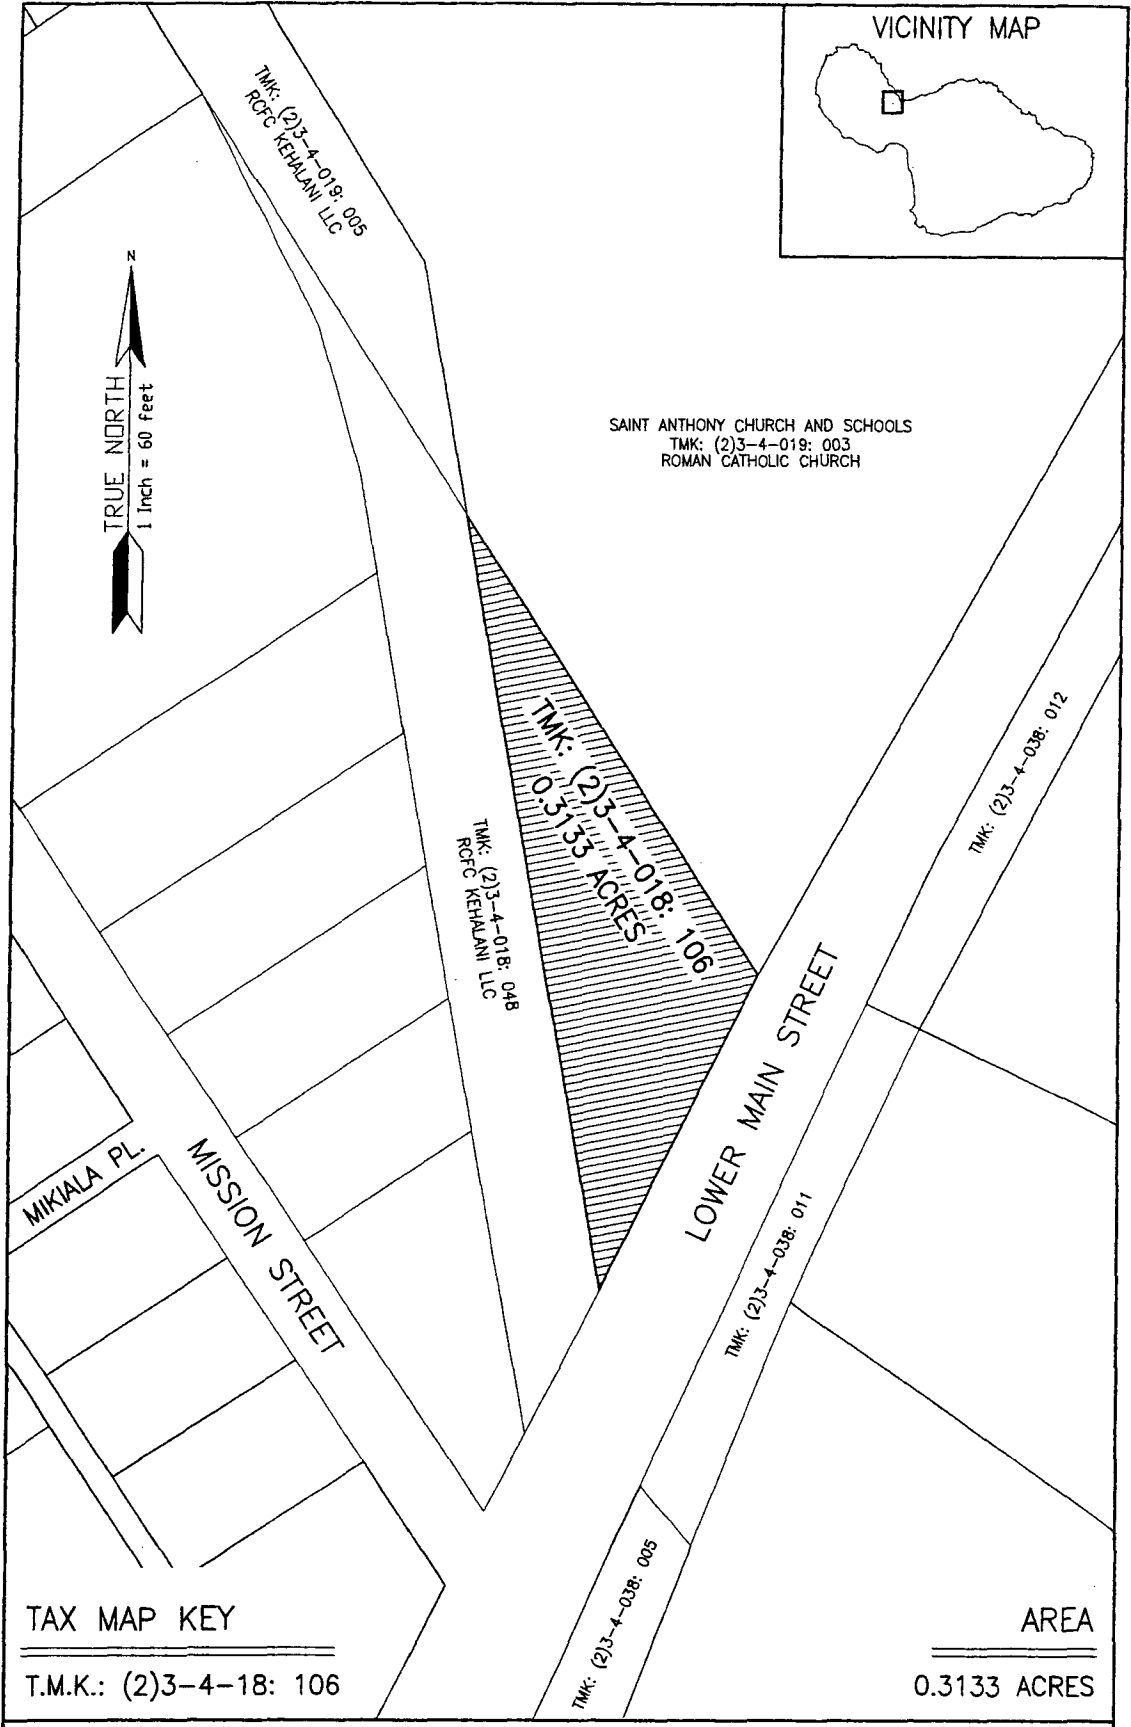 VICINITY MAP
TMK: (2)3-4-019: 005
RCFC KEHALANI LLC
N
TRUE NORTH
1 Inch = 60 feet
SAINT ANTHONY CHURCH AND SCHOOLS
TMK: (2)3-4-019: 003
ROMAN CATHOLIC CHURCH
TMK: (2)3-4-038: 012
TMK: (2)3-4-018: 106
0.3133 ACRES
TMK: (2)3-4-018: 048
RCFC KEHALANI LLC
LOWER MAIN STREET
MIKIALA PL.
MISSION STREET
TMK: (2)3-4-038: 011
TMK: (2)3-4-038: 005
TAX MAP KEY
T.M.K.: (2)3-4-18: 106
AREA
0.3133 ACRES